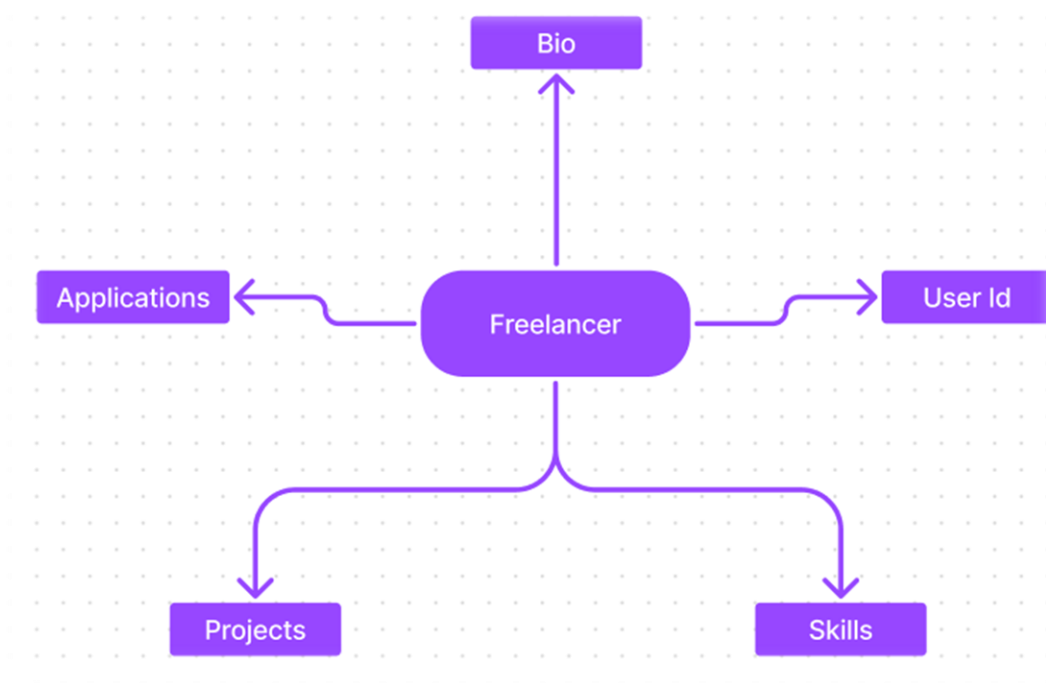 Bio
Applications
Freelancer
User Id
Projects
Skills